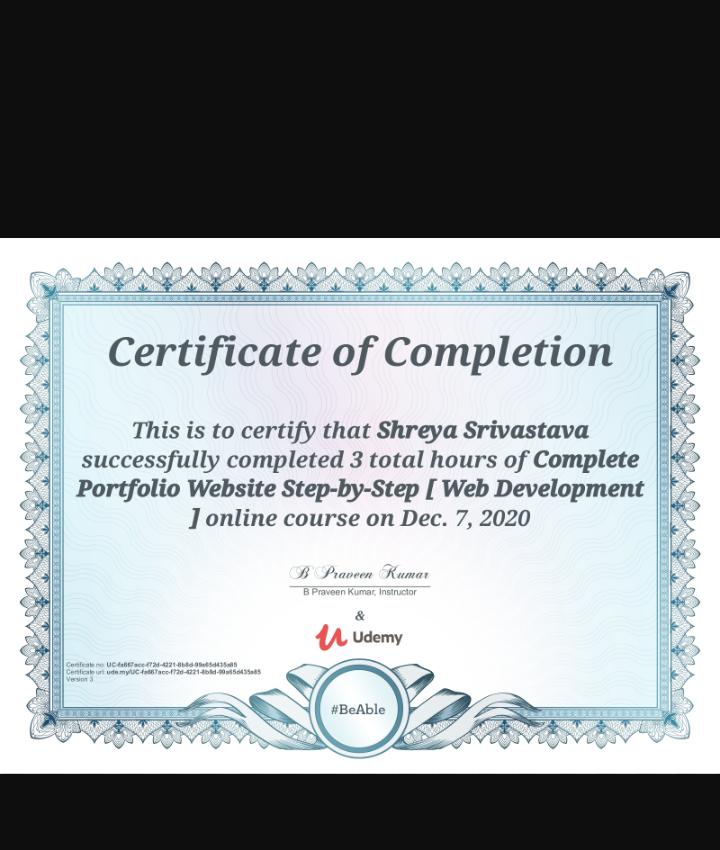 Certificate of Completion
This is to certify that Shreya Srivastava
successfully completed 3 total hours of Complete
Portfolio Website Step-by-Step [ Web Development
] online course on Dec. 7, 2020
B Praveen Kumar
B Praveen Kumar, Instructor
&
Udemy
Certificate no: UC-fa667acc-f72d-4221-8b8d-99a65d435a85
Certificate url: ude.my/UC-fa667acc-f72d-4221-8b8d-99a65d435a85
Version 3
#BeAble